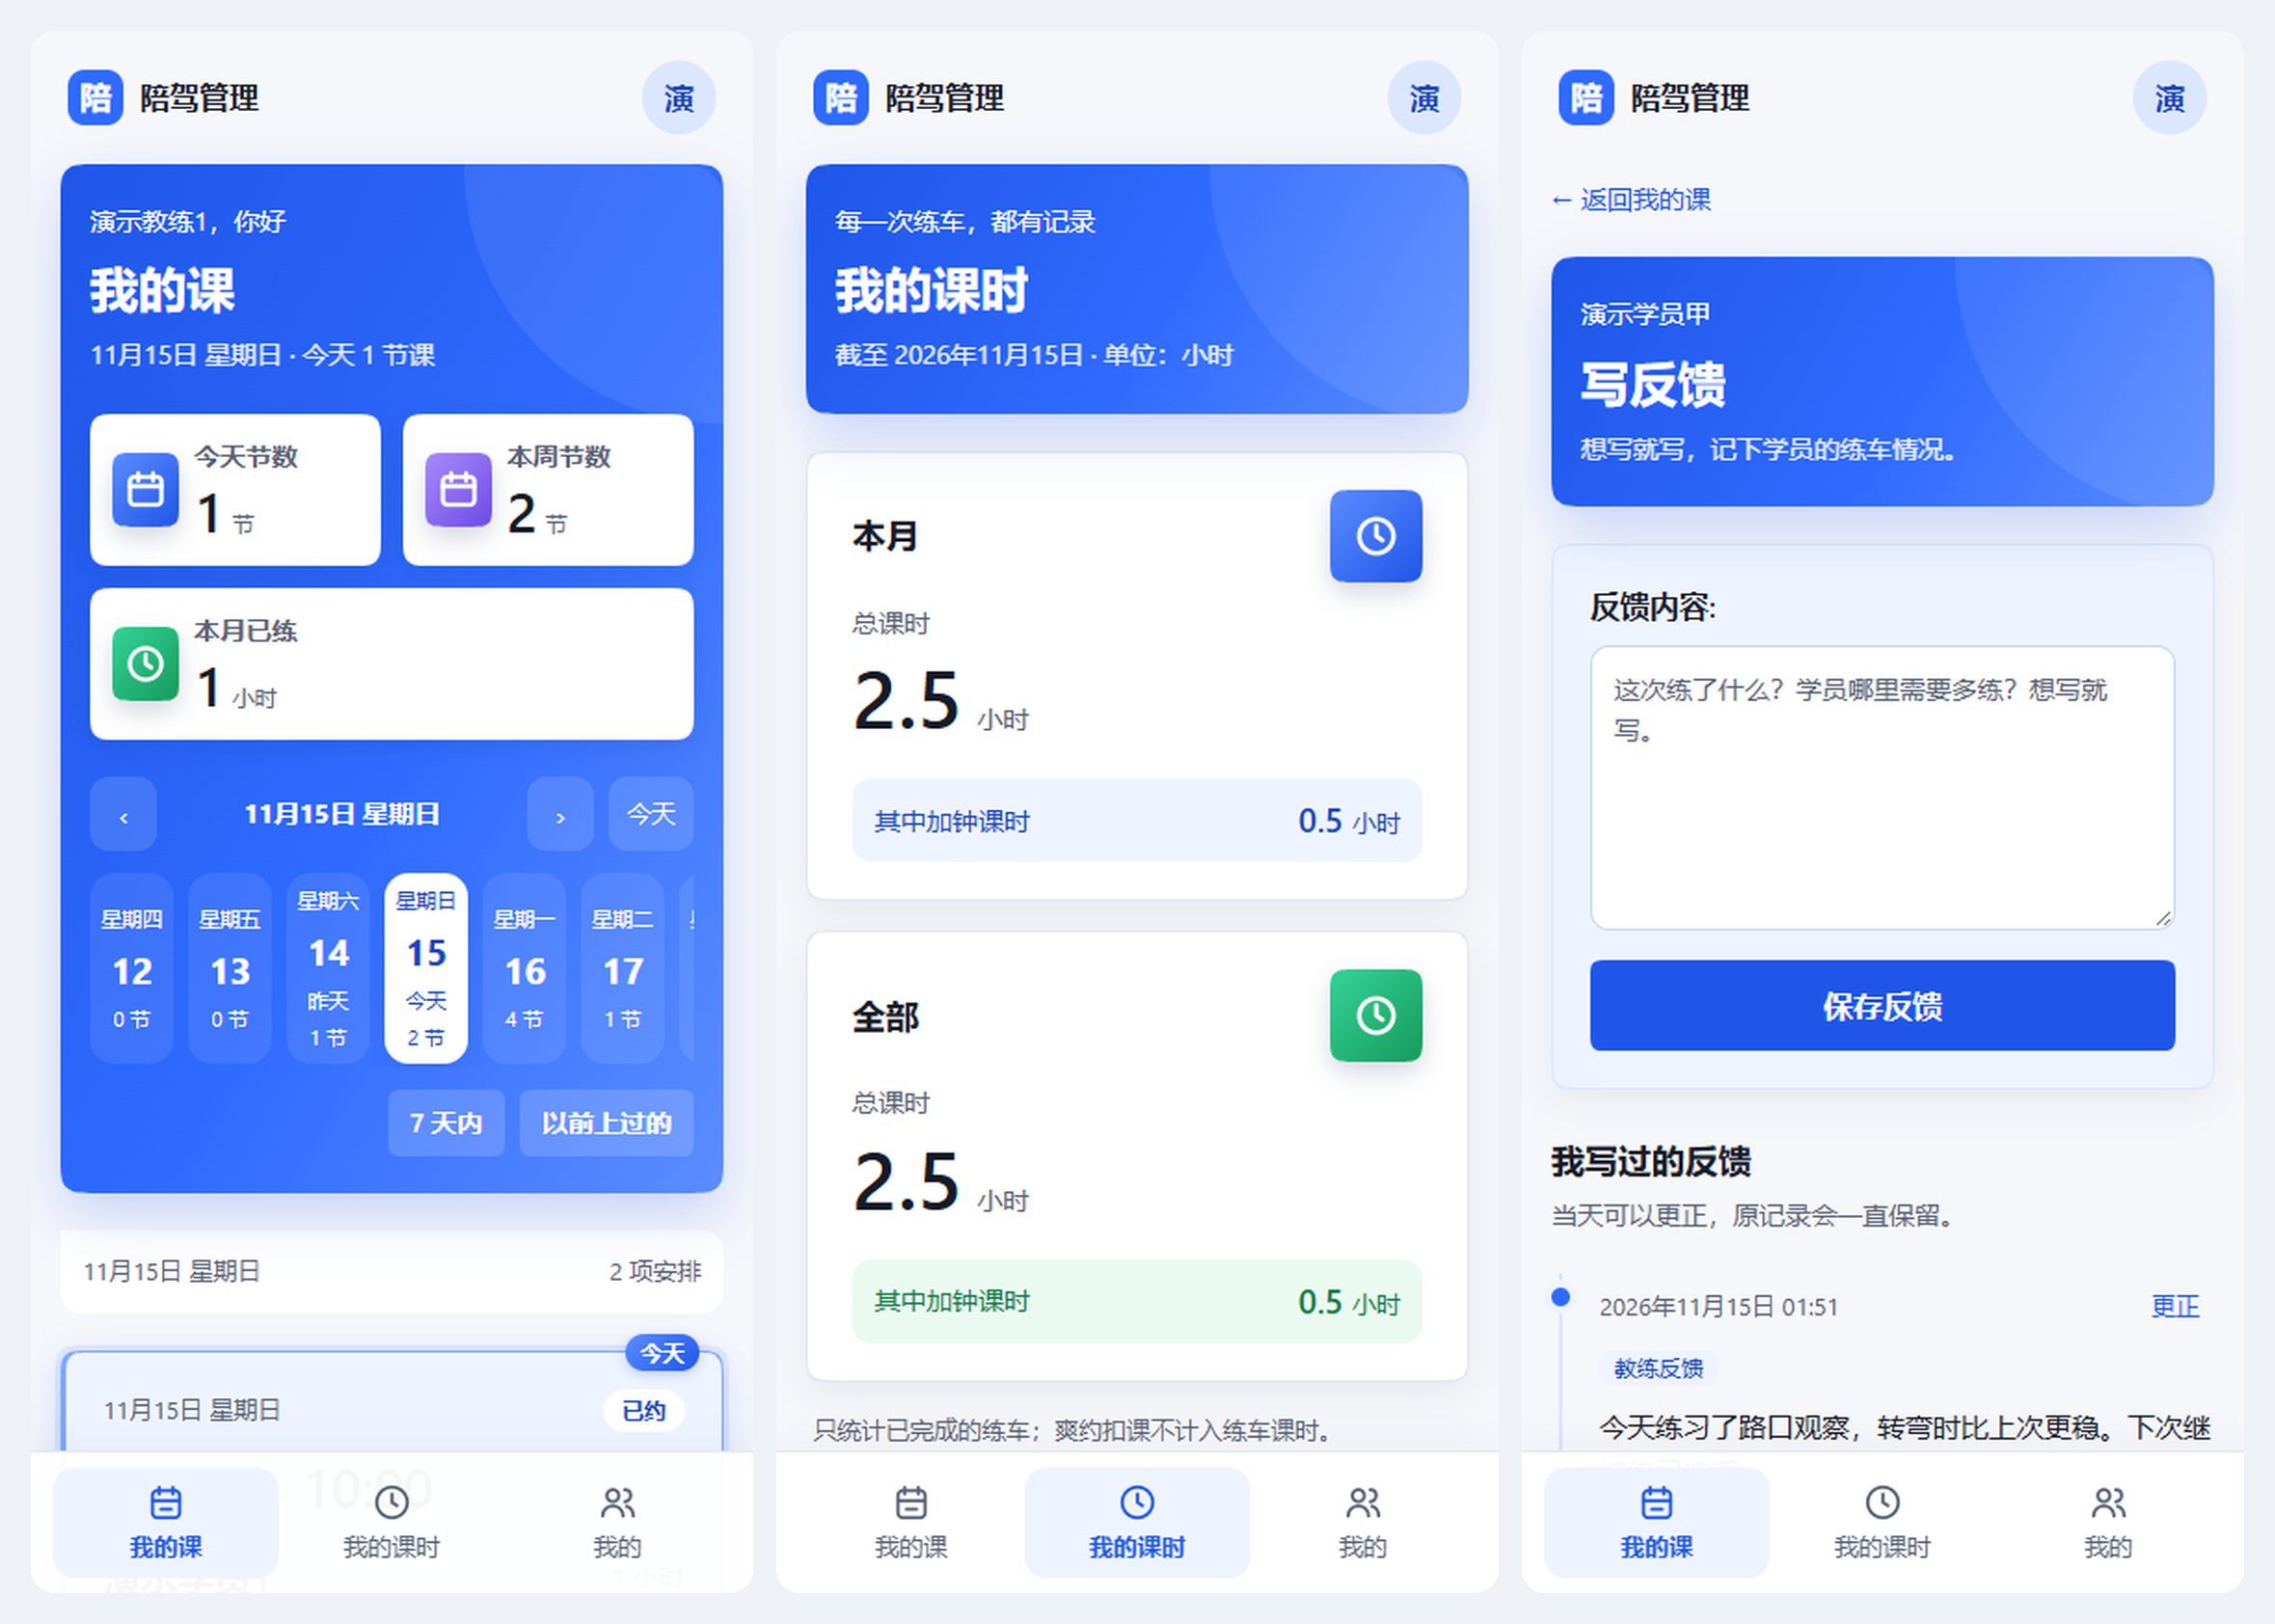 陪 陪驾管理 演
演示教练1，你好
我的课
11月15日 星期日 · 今天 1 节课
今天节数
1 节
本周节数
2 节
本月已练
1 小时
‹ 11月15日 星期日 › 今天
星期四 12 0 节
星期五 13 0 节
星期六 14 昨天 1 节
星期日 15 今天 2 节
星期一 16 4 节
星期二 17 1 节
7 天内 以前上过的
11月15日 星期日 2 项安排
今天
11月15日 星期日 已约
10:00
1 小时
我的课 我的课时 我的
陪 陪驾管理 演
每一次练车，都有记录
我的课时
截至 2026年11月15日 · 单位：小时
本月
总课时
2.5 小时
其中加钟课时 0.5 小时
全部
总课时
2.5 小时
其中加钟课时 0.5 小时
只统计已完成的练车；爽约扣课不计入练车课时。
我的课 我的课时 我的
陪 陪驾管理 演
← 返回我的课
演示学员甲
写反馈
想写就写，记下学员的练车情况。
反馈内容:
这次练了什么？学员哪里需要多练？想写就
写。
保存反馈
我写过的反馈
当天可以更正，原记录会一直保留。
2026年11月15日 01:51 更正
教练反馈
今天练习了路口观察，转弯时比上次更稳。下次继
我的课 我的课时 我的